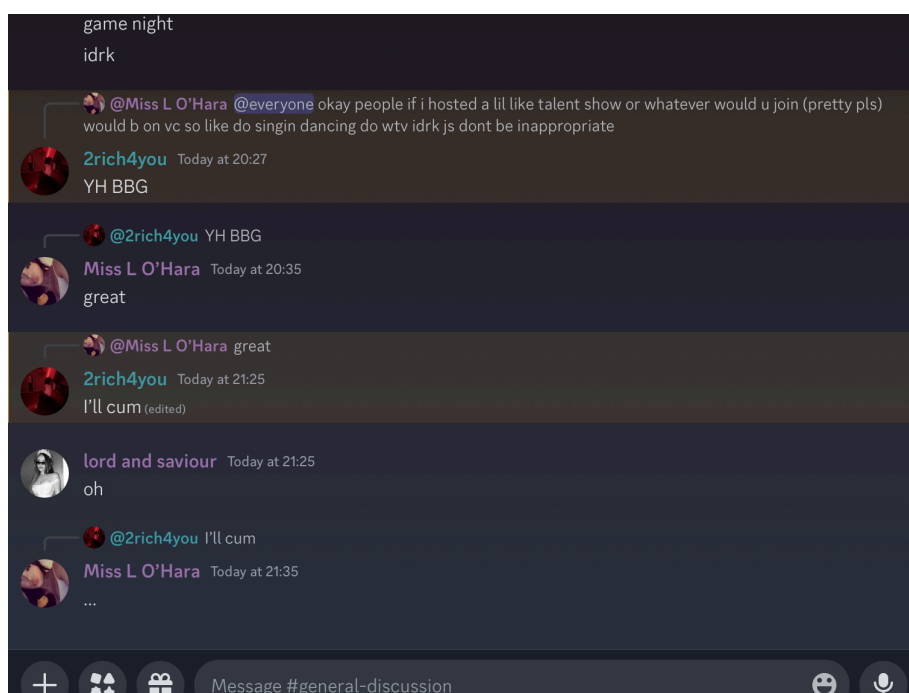 game night
idrk
@Miss L O'Hara @everyone okay people if i hosted a lil like talent show or whatever would u join (pretty pls)
would b on vc so like do singin dancing do wtv idrk js dont be inappropriate
2rich4you Today at 20:27
YH BBG
@2rich4you YH BBG
Miss L O'Hara Today at 20:35
great
@Miss L O'Hara great
2rich4you Today at 21:25
I'll cum (edited)
lord and saviour Today at 21:25
oh
@2rich4you I'll cum
Miss L O'Hara Today at 21:35
...
Message #general-discussion